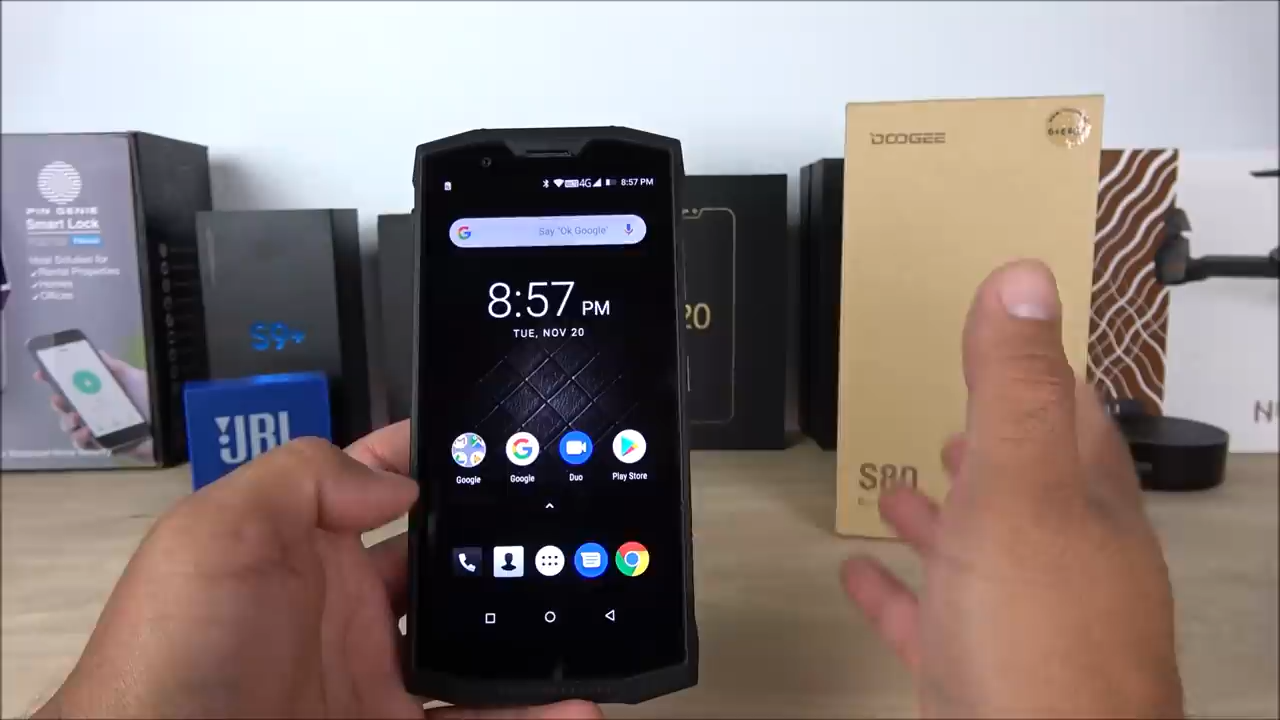 PIN GENIE
Smart Lock
Ideal Solution for
Rental Properties
Homes
Offices
S9+
JBL
4G
8:57 PM
Say "Ok Google"
8:57 PM
TUE, NOV 20
Google
Google
Duo
Play Store
20
DOOGEE
S80
N